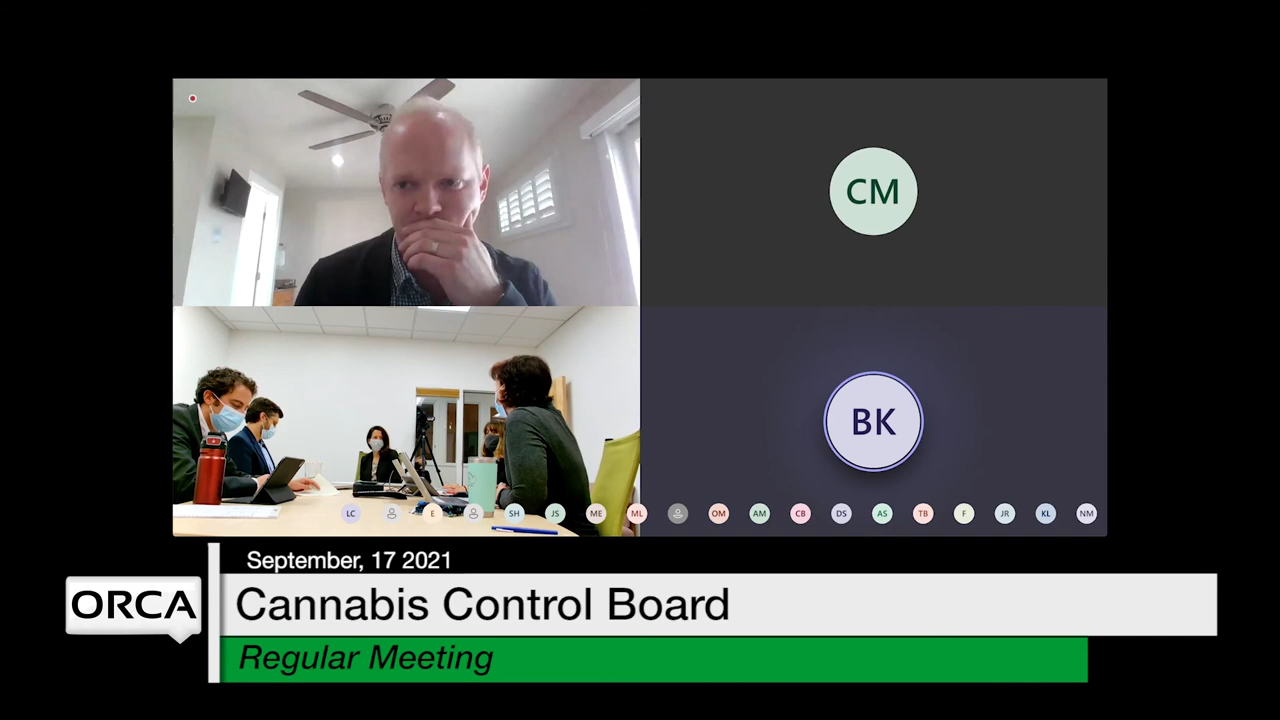 CM
BK
LC
E
SH
JS
ME
ML
OM
AM
CB
DS
AS
TB
F
JR
KL
NM
September, 17 2021
ORCA
Cannabis Control Board
Regular Meeting